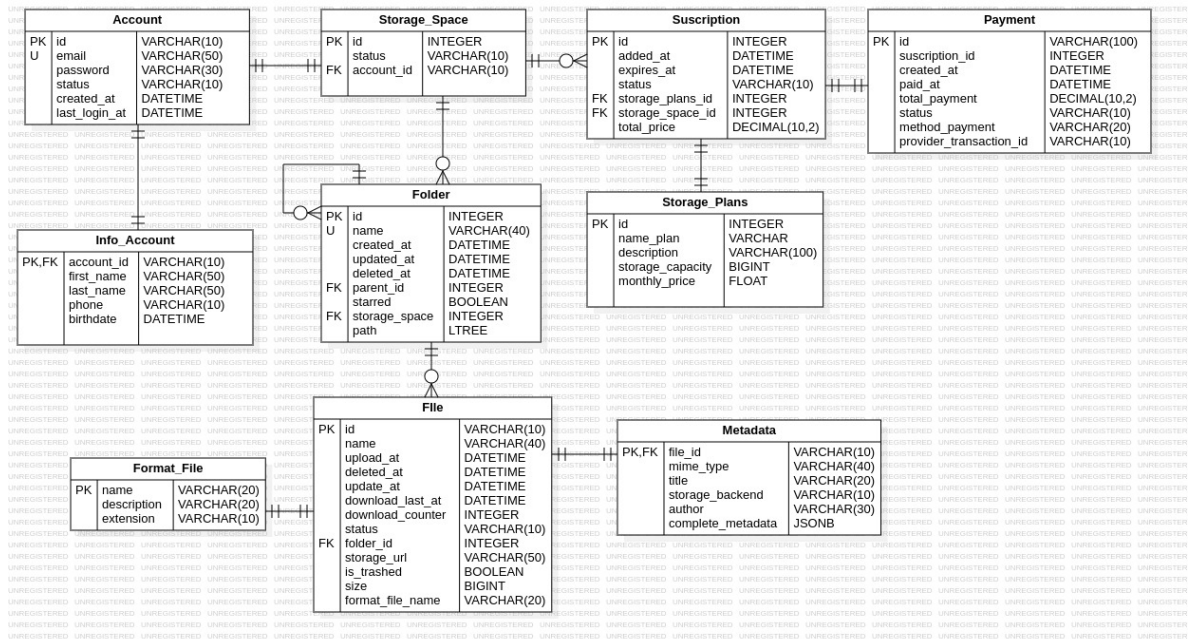 Account
PK id VARCHAR(10)
U email VARCHAR(50)
password VARCHAR(30)
status VARCHAR(10)
created_at DATETIME
last_login_at DATETIME
Storage_Space
PK id INTEGER
status VARCHAR(10)
FK account_id VARCHAR(10)
Suscription
PK id INTEGER
added_at DATETIME
expires_at DATETIME
status VARCHAR(10)
FK storage_plans_id INTEGER
FK storage_space_id INTEGER
total_price DECIMAL(10,2)
Payment
PK id VARCHAR(100)
suscription_id INTEGER
created_at DATETIME
paid_at DATETIME
total_payment DECIMAL(10,2)
status VARCHAR(10)
method_payment VARCHAR(20)
provider_transaction_id VARCHAR(10)
Info_Account
PK,FK account_id VARCHAR(10)
first_name VARCHAR(50)
last_name VARCHAR(50)
phone VARCHAR(10)
birthdate DATETIME
Folder
PK id INTEGER
U name VARCHAR(40)
created_at DATETIME
updated_at DATETIME
deleted_at DATETIME
FK parent_id INTEGER
starred BOOLEAN
FK storage_space INTEGER
path LTREE
Storage_Plans
PK id INTEGER
name_plan VARCHAR
description VARCHAR(100)
storage_capacity BIGINT
monthly_price FLOAT
FIle
PK id VARCHAR(10)
name VARCHAR(40)
upload_at DATETIME
deleted_at DATETIME
update_at DATETIME
download_last_at DATETIME
download_counter INTEGER
status VARCHAR(10)
FK folder_id INTEGER
storage_url VARCHAR(50)
is_trashed BOOLEAN
size BIGINT
format_file_name VARCHAR(20)
Format_File
PK name VARCHAR(20)
description VARCHAR(20)
extension VARCHAR(10)
Metadata
PK,FK file_id VARCHAR(10)
mime_type VARCHAR(40)
title VARCHAR(20)
storage_backend VARCHAR(10)
author VARCHAR(30)
complete_metadata JSONB
UNREGISTERED